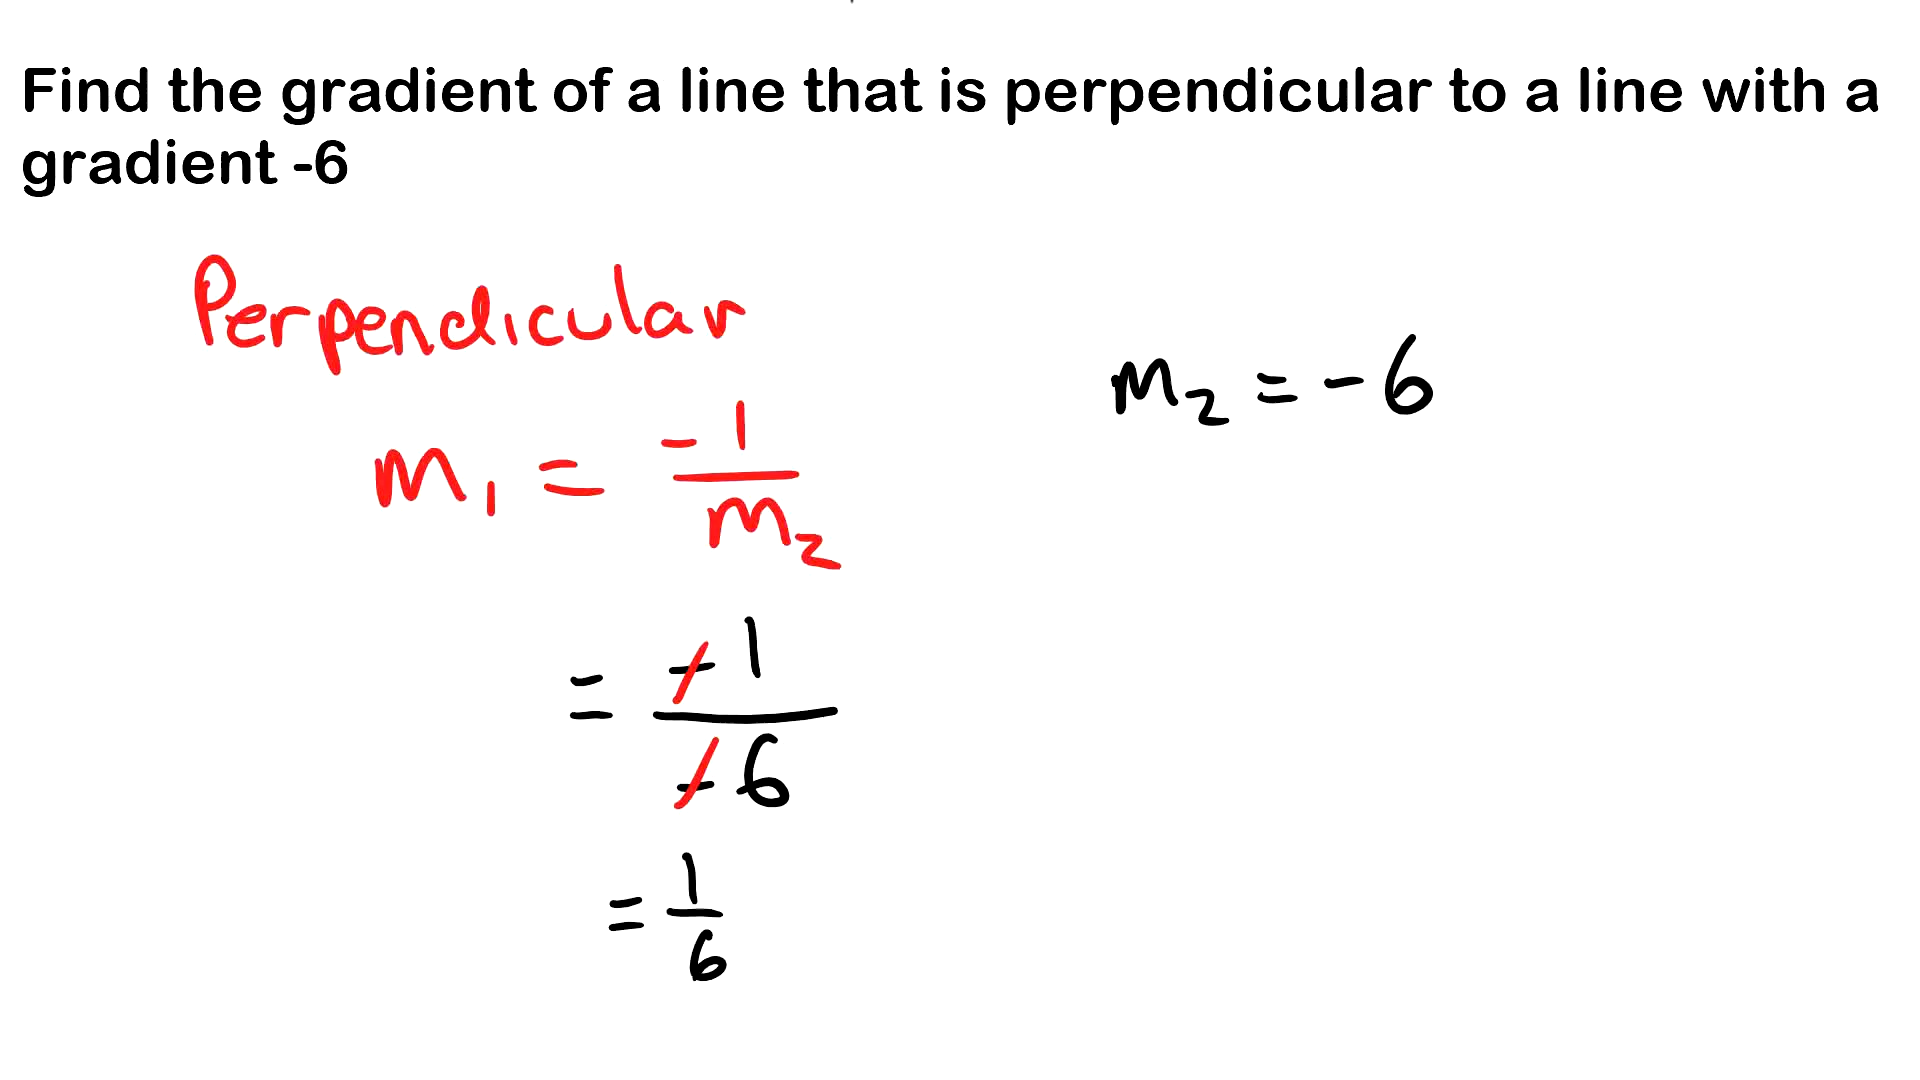 Find the gradient of a line that is perpendicular to a line with a
gradient -6
Perpendicular
m₂ = -6
m₁ = -1/m₂
= -1/-6
= 1/6